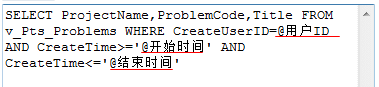 SELECT ProjectName,ProblemCode,Title FROM
v_Pts_Problems WHERE CreateUserID=@用户ID
AND CreateTime>='@开始时间' AND
CreateTime<='@结束时间'